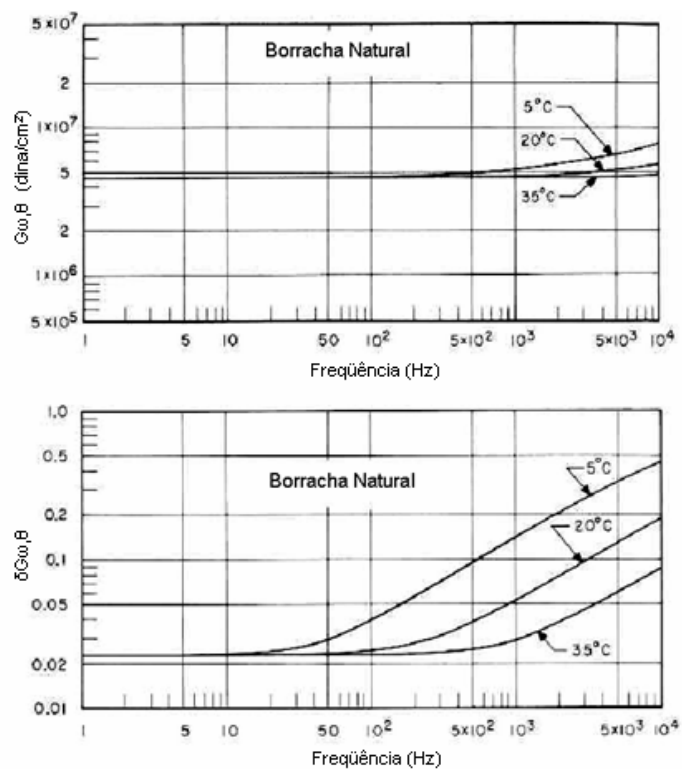 5×10⁷
Borracha Natural
2
5°C
1×10⁷
20°C
5
35°C
2
1×10⁶
5×10⁵
Gω,θ (dina/cm²)
1 5 10 50 10² 5×10² 10³ 5×10³ 10⁴
Freqüência (Hz)
1.0
0.5
5°C
Borracha Natural
0.2
20°C
0.1
0.05
35°C
0.02
0.01
δGω,θ
1 5 10 50 10² 5×10² 10³ 5×10³ 10⁴
Freqüência (Hz)